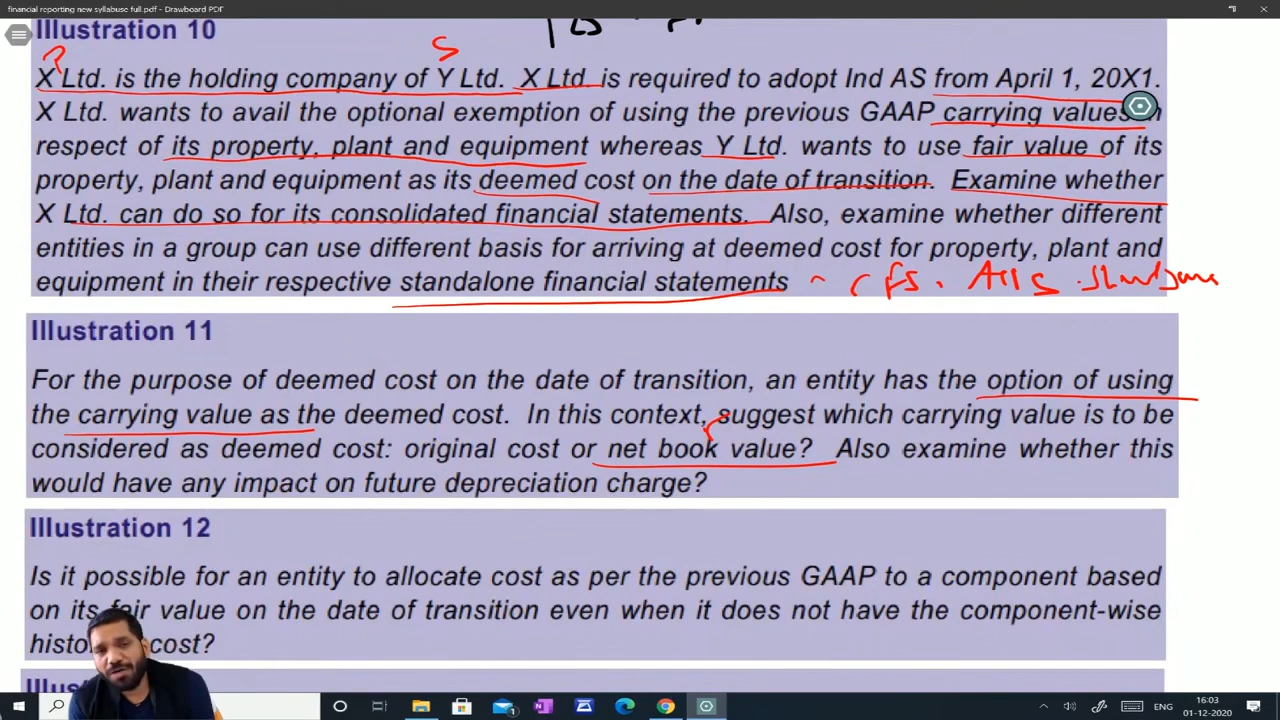 financial reporting new syllabuse full.pdf - Drawboard PDF
Illustration 10
P
S
X Ltd. is the holding company of Y Ltd. X Ltd. is required to adopt Ind AS from April 1, 20X1.
X Ltd. wants to avail the optional exemption of using the previous GAAP carrying values in
respect of its property, plant and equipment whereas Y Ltd. wants to use fair value of its
property, plant and equipment as its deemed cost on the date of transition. Examine whether
X Ltd. can do so for its consolidated financial statements. Also, examine whether different
entities in a group can use different basis for arriving at deemed cost for property, plant and
equipment in their respective standalone financial statements
CFS.
Illustration 11
For the purpose of deemed cost on the date of transition, an entity has the option of using
the carrying value as the deemed cost. In this context, suggest which carrying value is to be
considered as deemed cost: original cost or net book value? Also examine whether this
would have any impact on future depreciation charge?
Illustration 12
Is it possible for an entity to allocate cost as per the previous GAAP to a component based
on its fair value on the date of transition even when it does not have the component-wise
cost?
ENG
16:03
01-12-2020